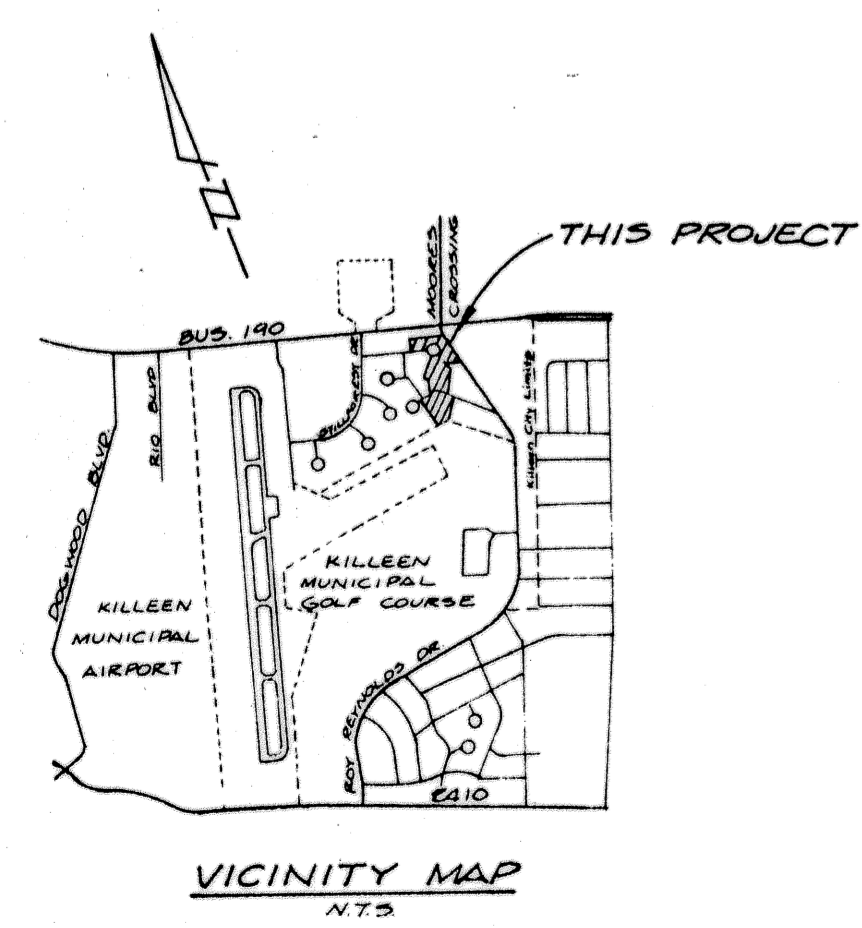 N
THIS PROJECT
MOORES
CROSSING
BUS. 190
STILLFOREST DR.
RIO BLVD
Killeen City Limits
DOGWOOD BLVD.
KILLEEN
MUNICIPAL
GOLF COURSE
KILLEEN
MUNICIPAL
AIRPORT
ROY REYNOLDS DR.
VICINITY MAP
N.T.S.